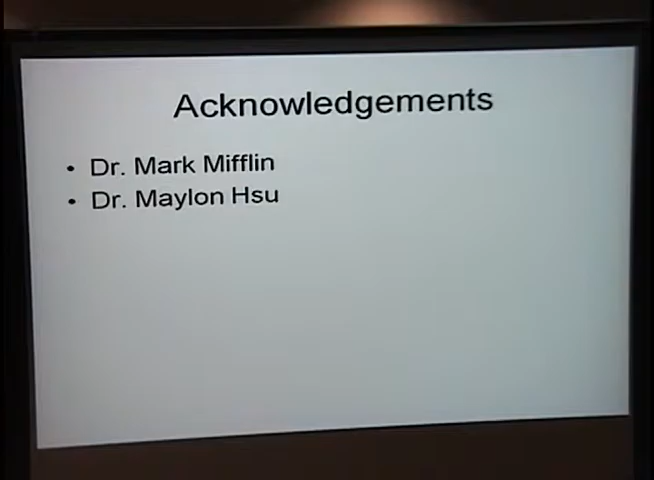 Acknowledgements
• Dr. Mark Mifflin
• Dr. Maylon Hsu